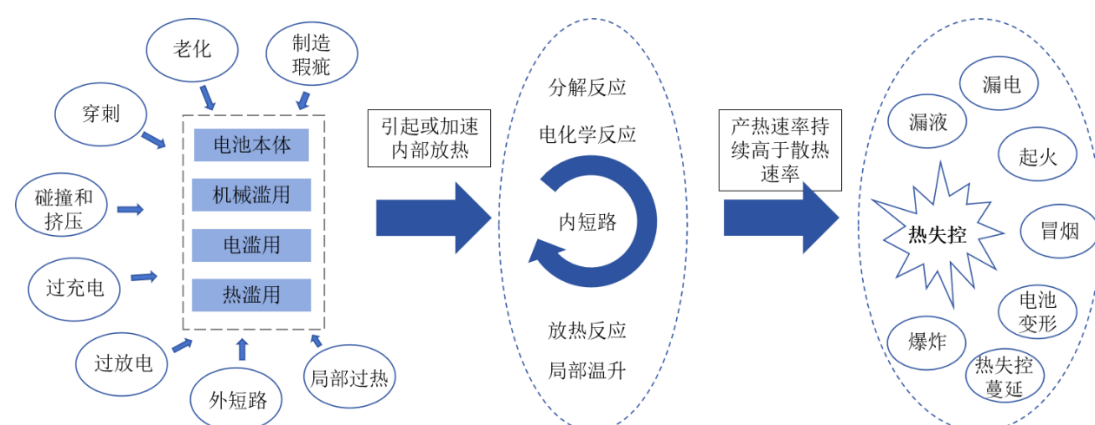 老化
制造
瑕疵
穿刺
碰撞和
挤压
过充电
过放电
外短路
局部过热
电池本体
机械滥用
电滥用
热滥用
引起或加速
内部放热
分解反应
电化学反应
内短路
放热反应
局部温升
产热速率持
续高于散热
速率
漏电
漏液
起火
热失控
冒烟
电池
变形
爆炸
热失控
蔓延